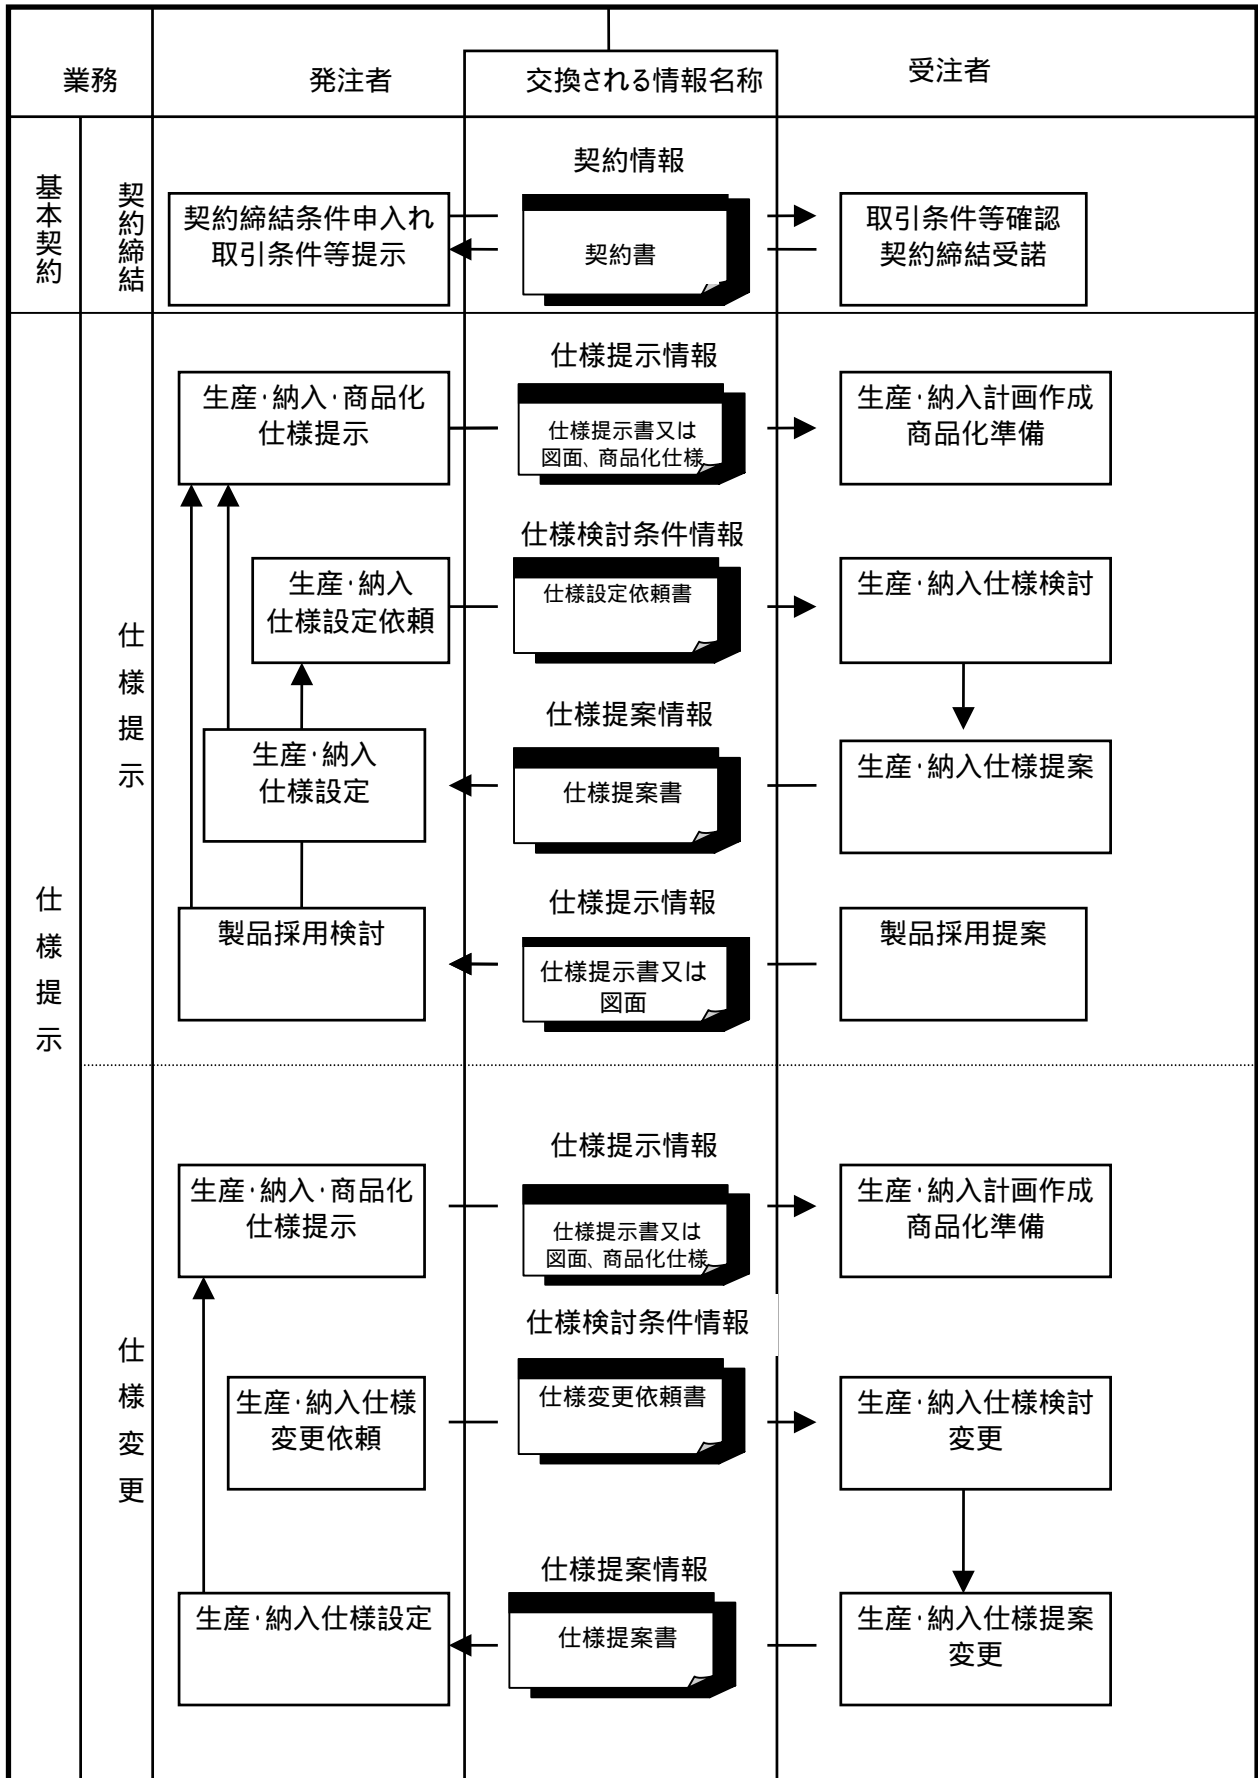 業務
発注者
交換される情報名称
受注者
基本契約
契約締結
契約情報
契約締結条件申入れ
取引条件等提示
契約書
取引条件等確認
契約締結受諾
仕様提示
仕様提示
仕様提示情報
生産・納入・商品化
仕様提示
仕様提示書又は
図面、商品化仕様
生産・納入計画作成
商品化準備
仕様検討条件情報
生産・納入
仕様設定依頼
仕様設定依頼書
生産・納入仕様検討
仕様提案情報
生産・納入
仕様設定
仕様提案書
生産・納入仕様提案
仕様提示情報
製品採用検討
仕様提示書又は
図面
製品採用提案
仕様変更
仕様提示情報
生産・納入・商品化
仕様提示
仕様提示書又は
図面、商品化仕様
生産・納入計画作成
商品化準備
仕様検討条件情報
生産・納入仕様
変更依頼
仕様変更依頼書
生産・納入仕様検討
変更
仕様提案情報
生産・納入仕様設定
仕様提案書
生産・納入仕様提案
変更